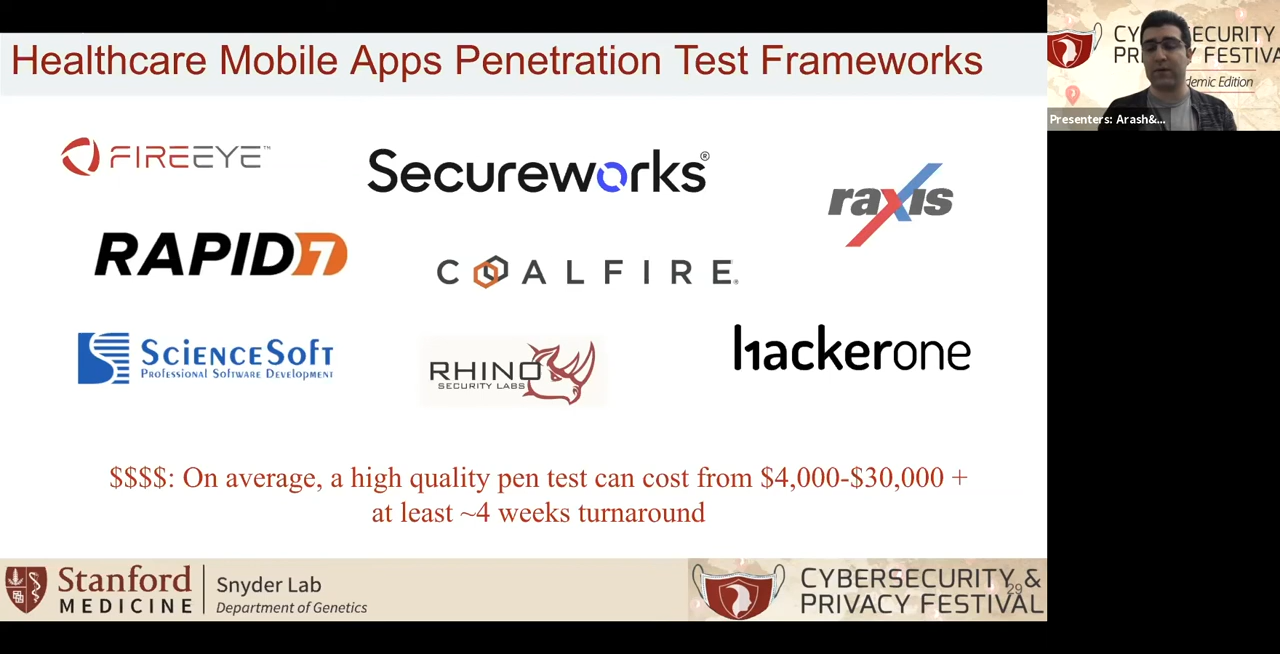 Healthcare Mobile Apps Penetration Test Frameworks
FIREEYE™
Secureworks®
raxis
RAPID7
COALFIRE®
SCIENCESOFT
PROFESSIONAL SOFTWARE DEVELOPMENT
RHINO
SECURITY LABS
hackerone
$$$$: On average, a high quality pen test can cost from $4,000-$30,000 +
at least ~4 weeks turnaround
Stanford
MEDICINE
Snyder Lab
Department of Genetics
CYBERSECURITY &
PRIVACY FESTIVAL
29
Presenters: Arash&...